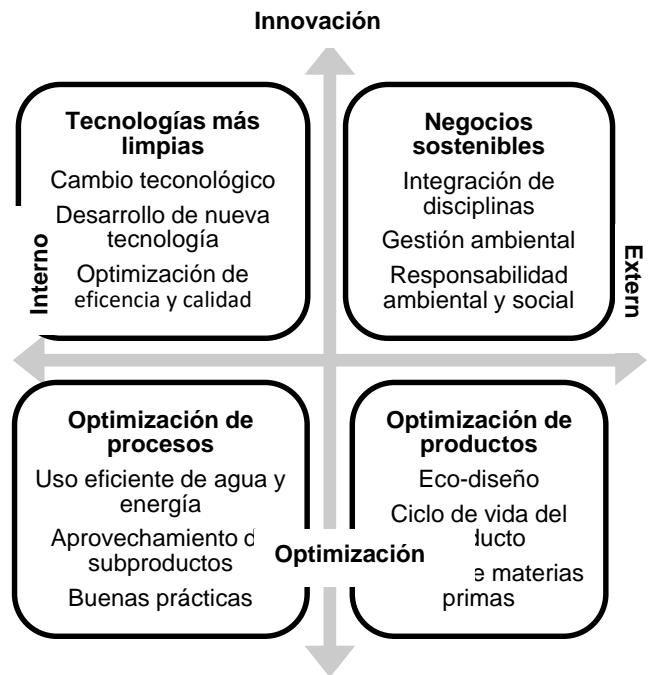 Innovación
Tecnologías más
limpias
Cambio teconológico
Desarrollo de nueva
tecnología
Optimización de
eficencia y calidad
Negocios
sostenibles
Integración de
disciplinas
Gestión ambiental
Responsabilidad
ambiental y social
Interno
Extern
Optimización de
procesos
Uso eficiente de agua y
energía
Aprovechamiento
subproductos
Buenas prácticas
Optimización de
productos
Eco-diseño
Ciclo de vida del
materias
primas
Optimización